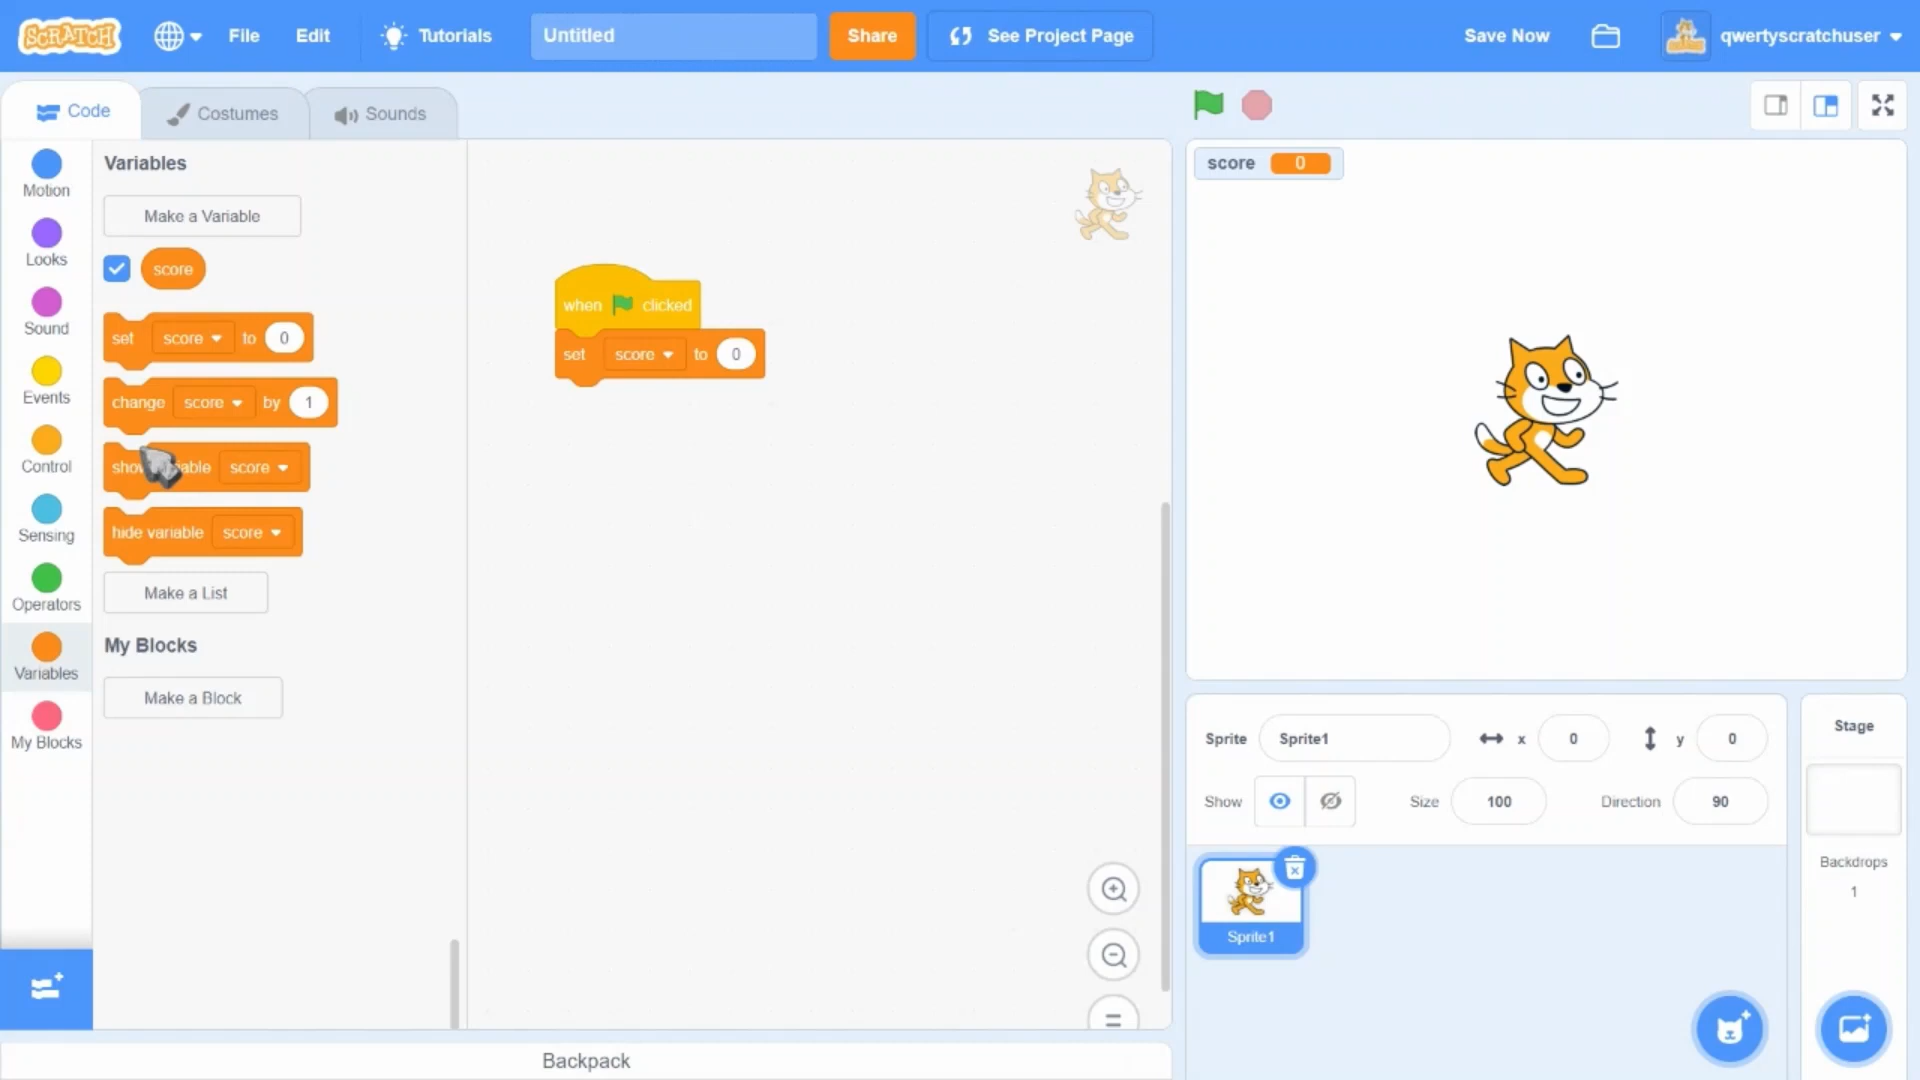 SCRATCH File Edit Tutorials Untitled Share See Project Page Save Now qwertyscratchuser
Code Costumes Sounds
Motion
Looks
Sound
Events
Control
Sensing
Operators
Variables
My Blocks
Variables
Make a Variable
score
set score to 0
change score by 1
score
hide variable score
Make a List
My Blocks
Make a Block
when clicked
set score to 0
Backpack
score 0
Sprite Sprite1 x 0 y 0
Show Size 100 Direction 90
Sprite1
Stage
Backdrops
1